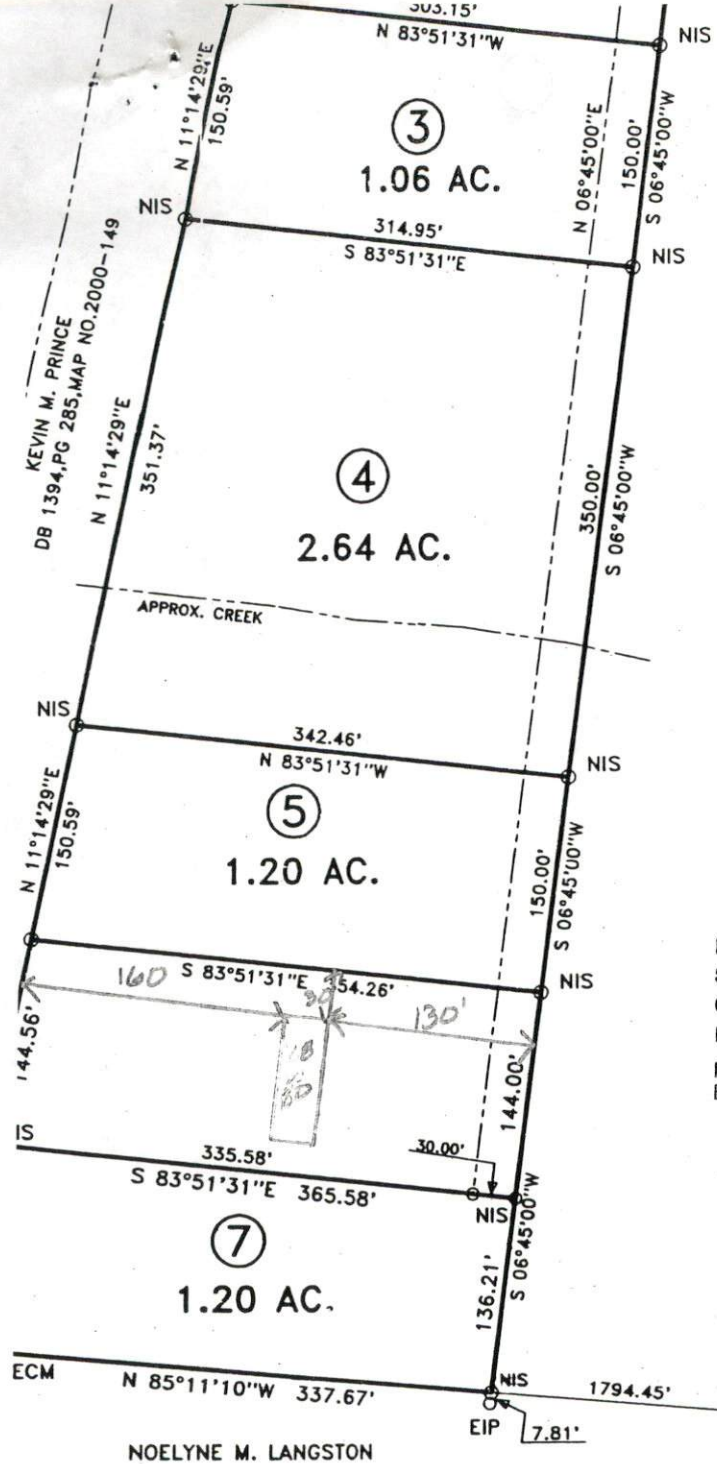 303.15'
N 83°51'31"W
NIS
N 11°14'29"E
150.59'
3
1.06 AC.
N 06°45'00"E
150.00'
S 06°45'00"W
NIS
314.95'
S 83°51'31"E
NIS
KEVIN M. PRINCE
DB 1394,PG 285,MAP NO.2000-149
N 11°14'29"E
351.37'
4
2.64 AC.
350.00'
S 06°45'00"W
APPROX. CREEK
NIS
342.46'
N 83°51'31"W
NIS
N 11°14'29"E
150.59'
5
1.20 AC.
150.00'
S 06°45'00"W
S 83°51'31"E 354.26'
NIS
160
30
130'
18
80
144.56'
144.00'
IS
335.58'
30.00'
S 83°51'31"E 365.58'
NIS
S 06°45'00"W
7
1.20 AC.
136.21'
ECM
N 85°11'10"W 337.67'
NIS
1794.45'
EIP
7.81'
NOELYNE M. LANGSTON